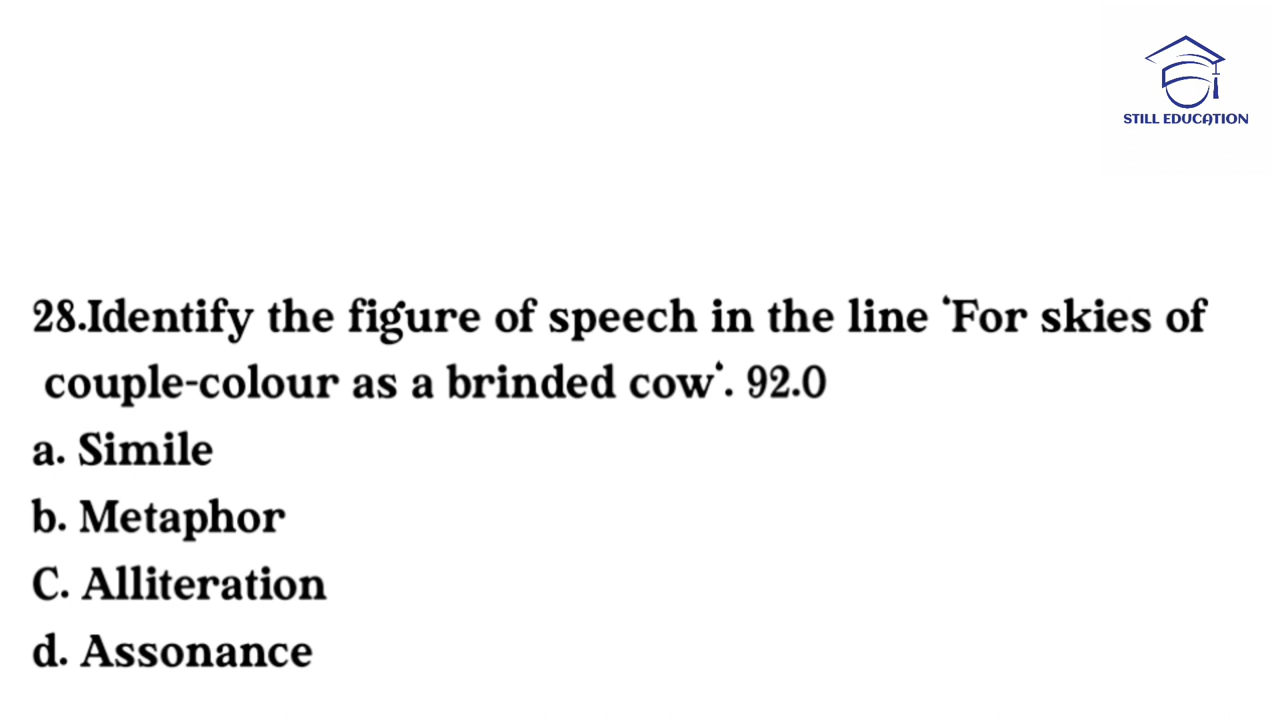 STILL EDUCATION
28.Identify the figure of speech in the line ‘For skies of
couple-colour as a brinded cow‘. 92.0
a. Simile
b. Metaphor
C. Alliteration
d. Assonance